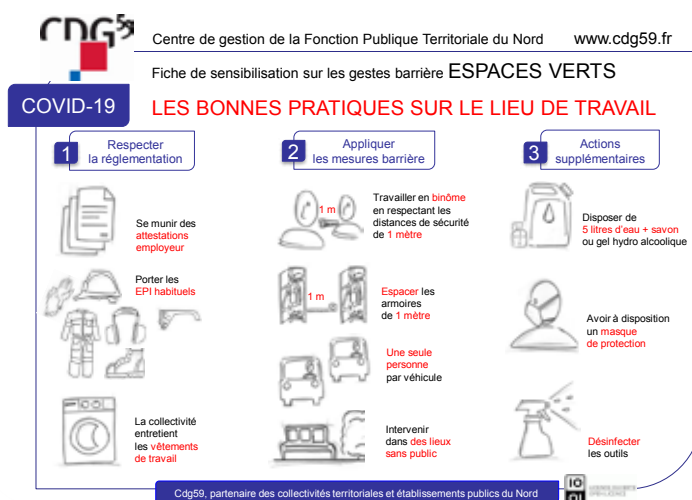 CDG59
Centre de gestion de la Fonction Publique Territoriale du Nord www.cdg59.fr
Fiche de sensibilisation sur les gestes barrière ESPACES VERTS
COVID-19
LES BONNES PRATIQUES SUR LE LIEU DE TRAVAIL
1 Respecter
la réglementation
Se munir des
attestations
employeur
Porter les
EPI habituels
La collectivité
entretient
les vêtements
de travail
2 Appliquer
les mesures barrière
1 m
Travailler en binôme
en respectant les
distances de sécurité
de 1 mètre
1 m
Espacer les
armoires
de 1 mètre
Une seule
personne
par véhicule
Intervenir
dans des lieux
sans public
3 Actions
supplémentaires
Disposer de
5 litres d'eau + savon
ou gel hydro alcoolique
Avoir à disposition
un masque
de protection
Désinfecter
les outils
Cdg59, partenaire des collectivités territoriales et établissements publics du Nord